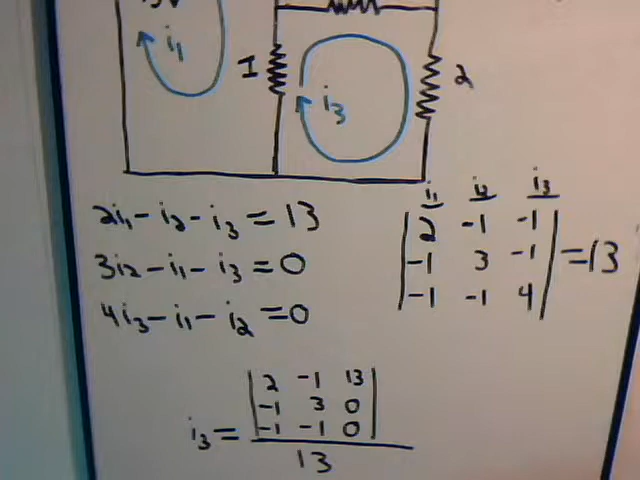 i₁
1
i₃
2
2i₁ - i₂ - i₃ = 13
3i₂ - i₁ - i₃ = 0
4i₃ - i₁ - i₂ = 0
i₁ i₂ i₃
| 2 -1 -1 |
| -1 3 -1 | = 13
| -1 -1 4 |
| 2 -1 13 |
| -1 3 0 |
i₃ = | -1 -1 0 |
13